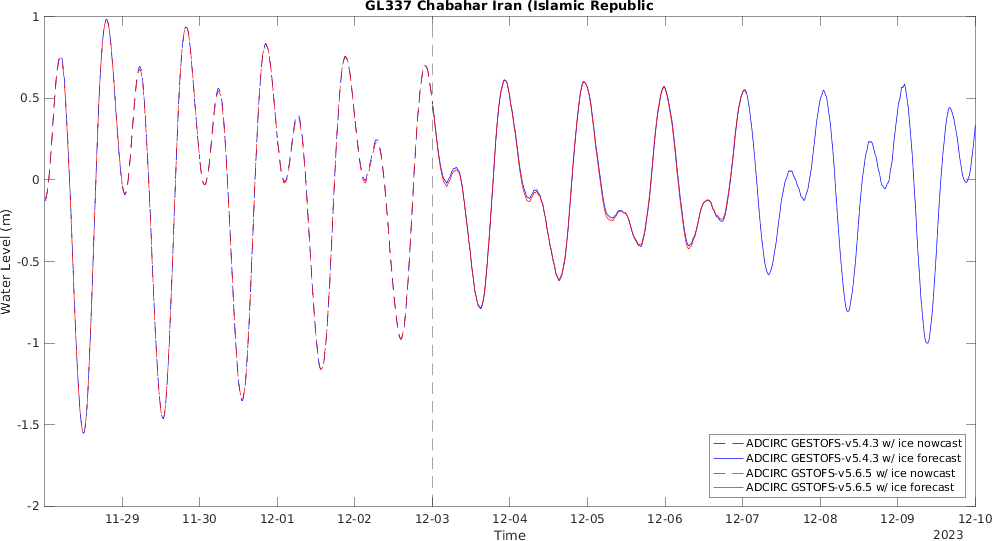 GL337 Chabahar Iran (Islamic Republic
Water Level (m)
1
0.5
0
-0.5
-1
-1.5
-2
11-29 11-30 12-01 12-02 12-03 12-04 12-05 12-06 12-07 12-08 12-09 12-10
Time
2023
ADCIRC GESTOFS-v5.4.3 w/ ice nowcast
ADCIRC GESTOFS-v5.4.3 w/ ice forecast
ADCIRC GSTOFS-v5.6.5 w/ ice nowcast
ADCIRC GSTOFS-v5.6.5 w/ ice forecast